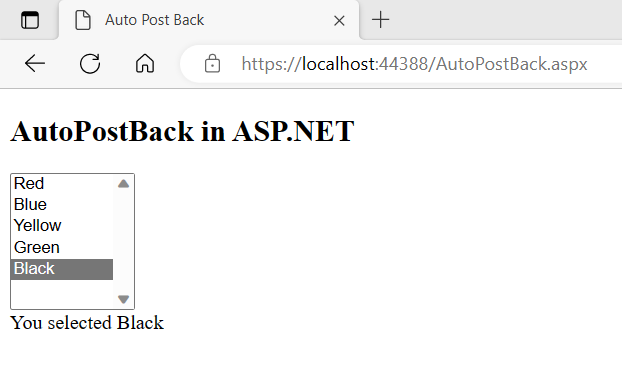 Auto Post Back
https://localhost:44388/AutoPostBack.aspx
AutoPostBack in ASP.NET
Red
Blue
Yellow
Green
Black
You selected Black